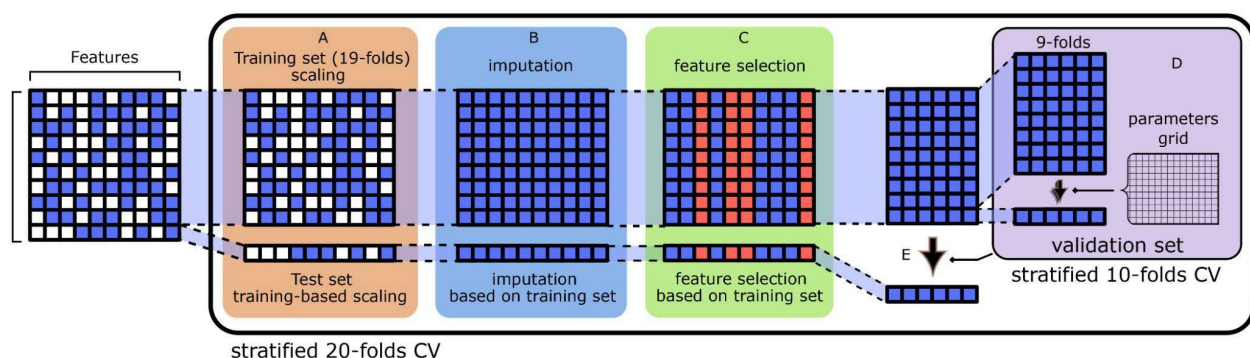 Features
A
Training set (19-folds)
scaling
Test set
training-based scaling
B
imputation
imputation
based on training set
C
feature selection
feature selection
based on training set
E
9-folds
D
parameters
grid
validation set
stratified 10-folds CV
stratified 20-folds CV